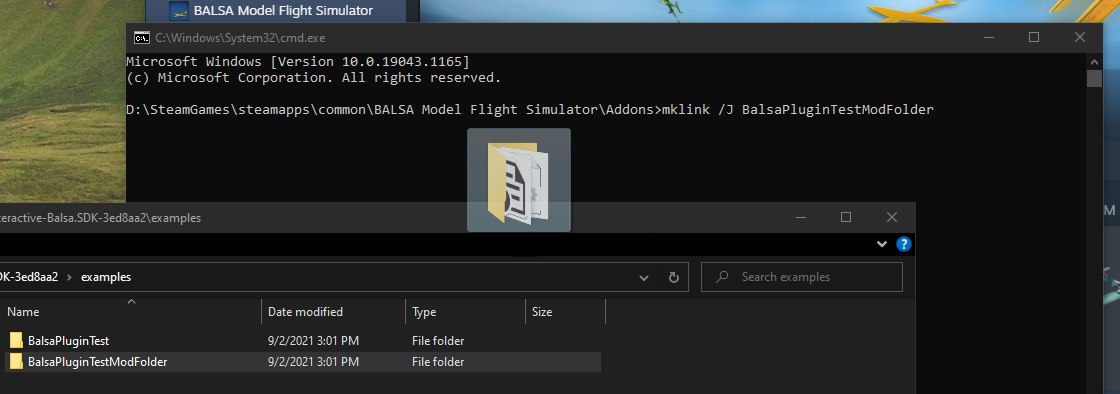 BALSA Model Flight Simulator
C:\Windows\System32\cmd.exe
Microsoft Windows [Version 10.0.19043.1165]
(c) Microsoft Corporation. All rights reserved.
D:\SteamGames\steamapps\common\BALSA Model Flight Simulator\Addons>mklink /J BalsaPluginTestModFolder
teractive-Balsa.SDK-3ed8aa2\examples
M
?
DK-3ed8aa2 > examples
Search examples
Name Date modified Type Size
BalsaPluginTest 9/2/2021 3:01 PM File folder
BalsaPluginTestModFolder 9/2/2021 3:01 PM File folder